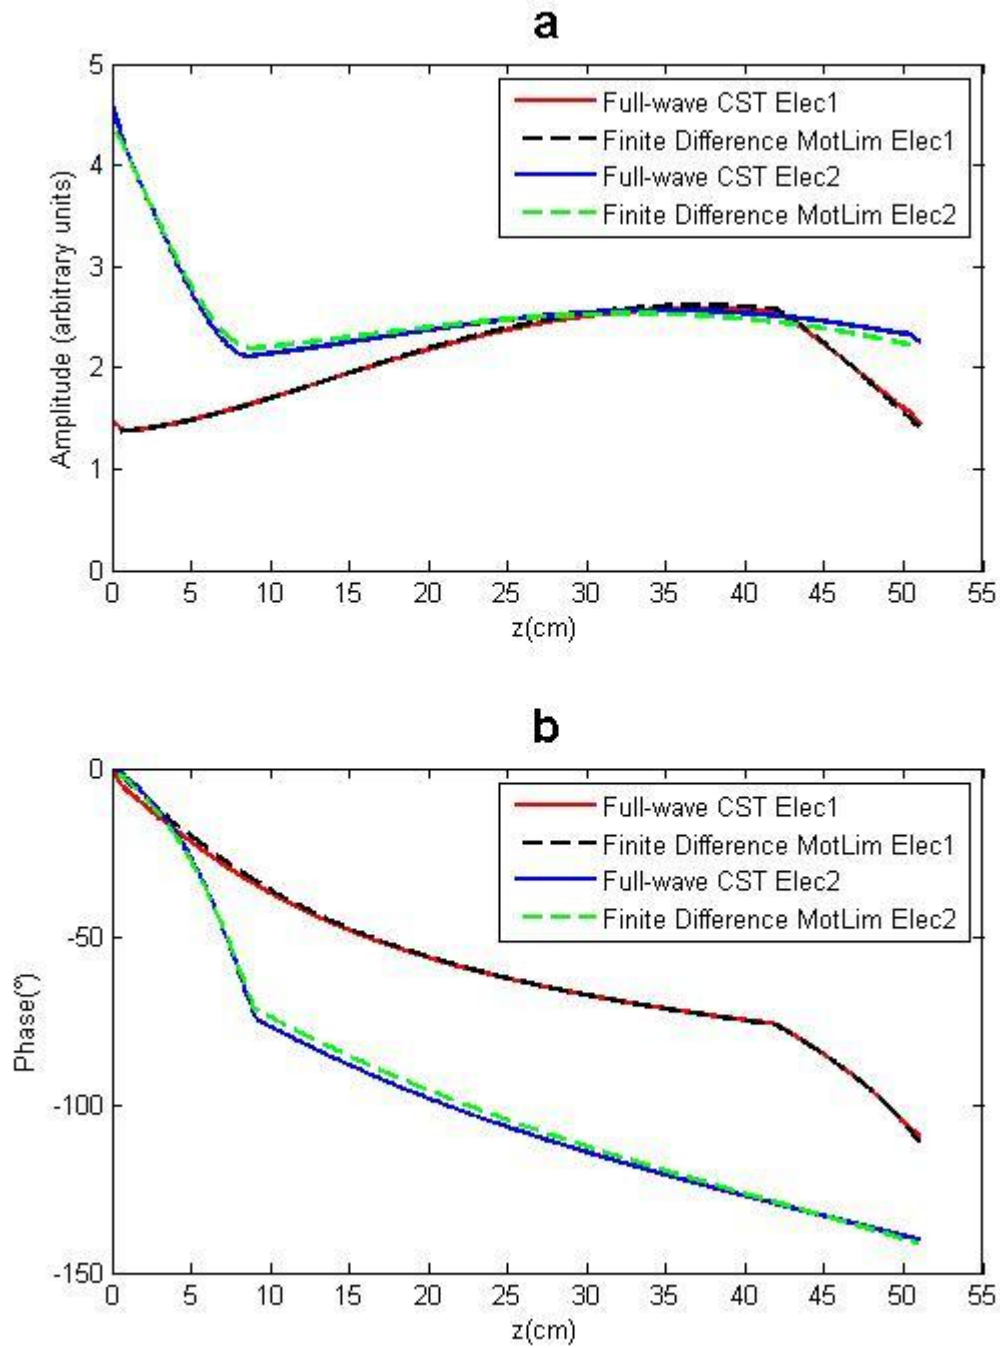 a
5
4
3
2
1
0
Amplitude (arbitrary units)
Full-wave CST Elec1
Finite Difference MotLim Elec1
Full-wave CST Elec2
Finite Difference MotLim Elec2
0 5 10 15 20 25 30 35 40 45 50 55
z(cm)
b
0
-50
-100
-150
Phase(°)
Full-wave CST Elec1
Finite Difference MotLim Elec1
Full-wave CST Elec2
Finite Difference MotLim Elec2
0 5 10 15 20 25 30 35 40 45 50 55
z(cm)